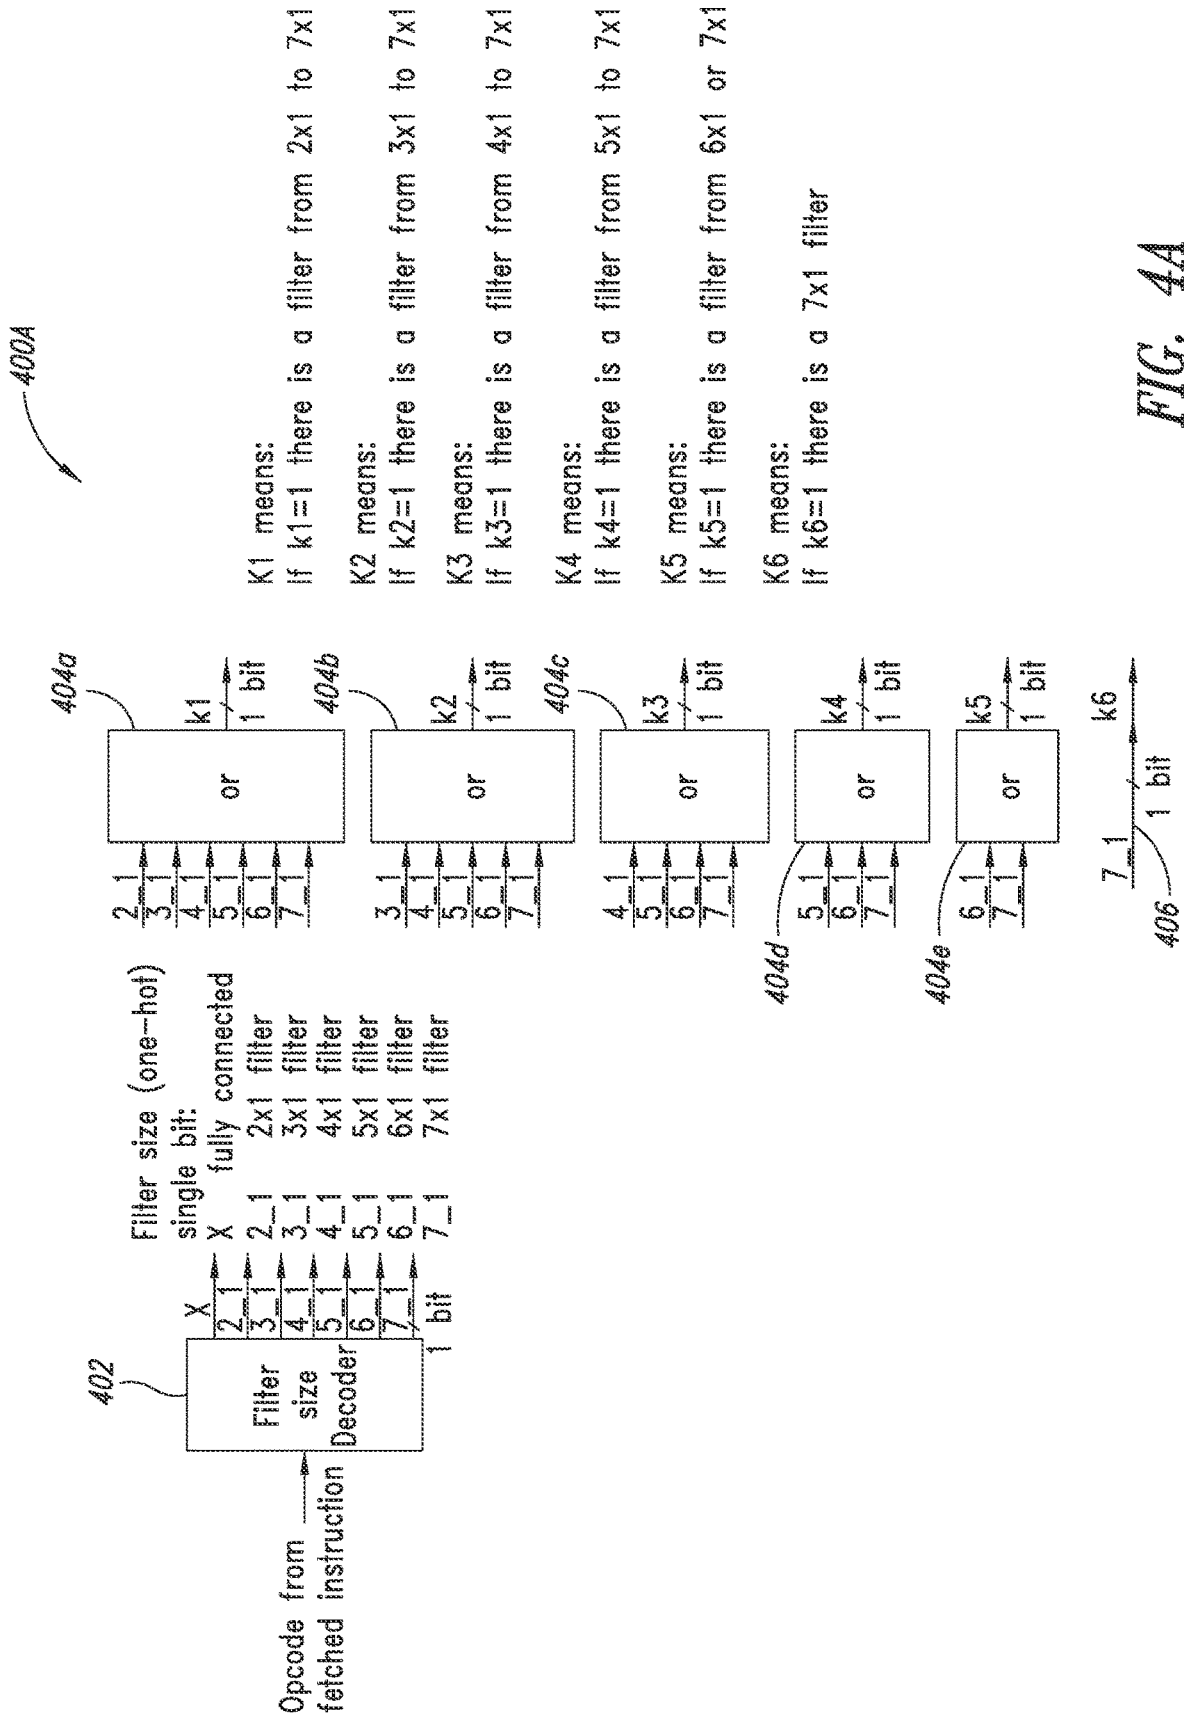 400A
Opcode from
fetched instruction
402
Filter
size
Decoder
X
2_1
3_1
4_1
5_1
6_1
7_1
1 bit
Filter size (one-hot)
single bit:
X fully connected
2_1 2x1 filter
3_1 3x1 filter
4_1 4x1 filter
5_1 5x1 filter
6_1 6x1 filter
7_1 7x1 filter
404a
2_1
3_1
4_1
5_1
6_1
7_1
or
k1
1 bit
404b
3_1
4_1
5_1
6_1
7_1
or
k2
1 bit
404c
4_1
5_1
6_1
7_1
or
k3
1 bit
404d
5_1
6_1
7_1
or
k4
1 bit
404e
6_1
7_1
or
k5
1 bit
406
7_1
1 bit
k6
K1 means:
If k1=1 there is a filter from 2x1 to 7x1
K2 means:
If k2=1 there is a filter from 3x1 to 7x1
K3 means:
If k3=1 there is a filter from 4x1 to 7x1
K4 means:
If k4=1 there is a filter from 5x1 to 7x1
K5 means:
If k5=1 there is a filter from 6x1 or 7x1
K6 means:
If k6=1 there is a 7x1 filter
FIG. 4A